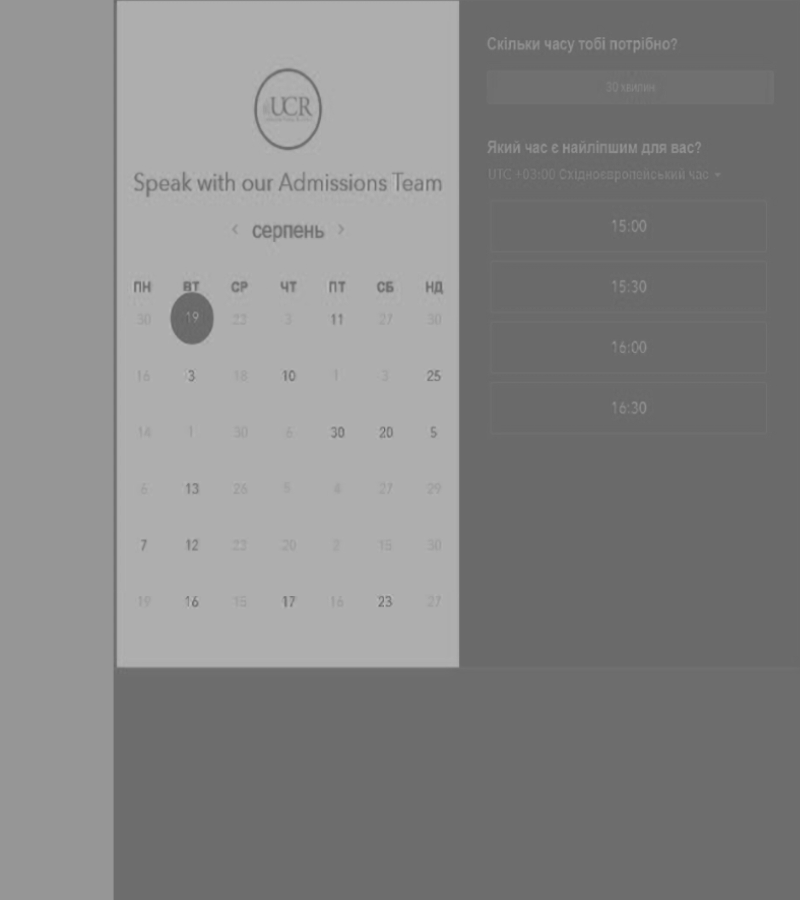 UCR
Speak with our Admissions Team
‹ серпень ›
ПН ВТ СР ЧТ ПТ СБ НД
30 19 22 3 11 27 30
16 3 18 10 1 3 25
14 1 30 6 30 20 5
6 13 26 5 4 27 29
7 12 22 20 2 15 30
19 16 15 17 16 23 27
Скільки часу тобі потрібно?
30 хвилин
Який час є найліпшим для вас?
UTC +03:00 Східноєвропейський час
15:00
15:30
16:00
16:30